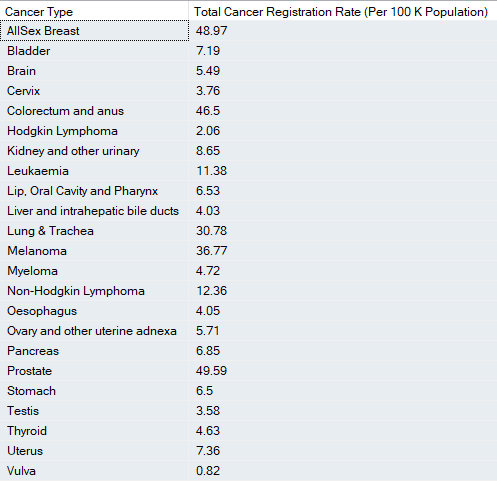 Cancer Type Total Cancer Registration Rate (Per 100 K Population)
AllSex Breast 48.97
Bladder 7.19
Brain 5.49
Cervix 3.76
Colorectum and anus 46.5
Hodgkin Lymphoma 2.06
Kidney and other urinary 8.65
Leukaemia 11.38
Lip, Oral Cavity and Pharynx 6.53
Liver and intrahepatic bile ducts 4.03
Lung & Trachea 30.78
Melanoma 36.77
Myeloma 4.72
Non-Hodgkin Lymphoma 12.36
Oesophagus 4.05
Ovary and other uterine adnexa 5.71
Pancreas 6.85
Prostate 49.59
Stomach 6.5
Testis 3.58
Thyroid 4.63
Uterus 7.36
Vulva 0.82